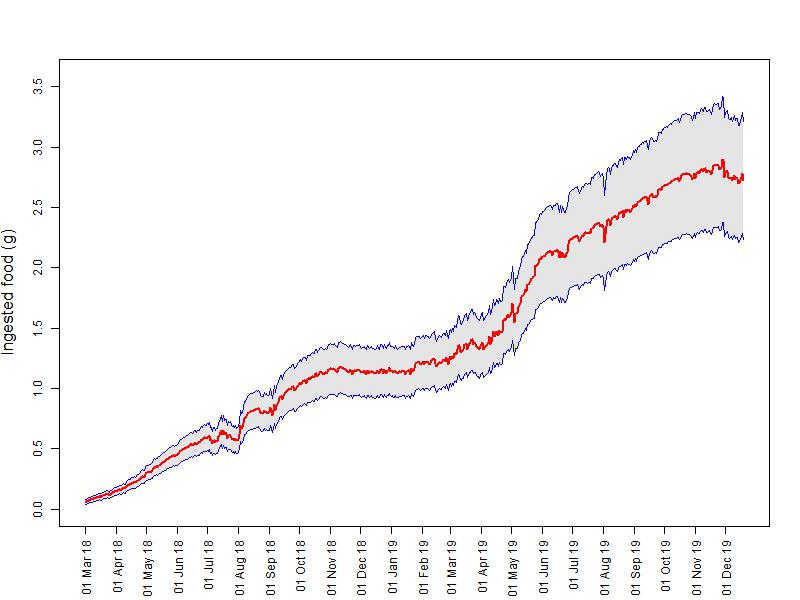 Ingested food (g)
3.5
3.0
2.5
2.0
1.5
1.0
0.5
0.0
01 Mar 18
01 Apr 18
01 May 18
01 Jun 18
01 Jul 18
01 Aug 18
01 Sep 18
01 Oct 18
01 Nov 18
01 Dec 18
01 Jan 19
01 Feb 19
01 Mar 19
01 Apr 19
01 May 19
01 Jun 19
01 Jul 19
01 Aug 19
01 Sep 19
01 Oct 19
01 Nov 19
01 Dec 19